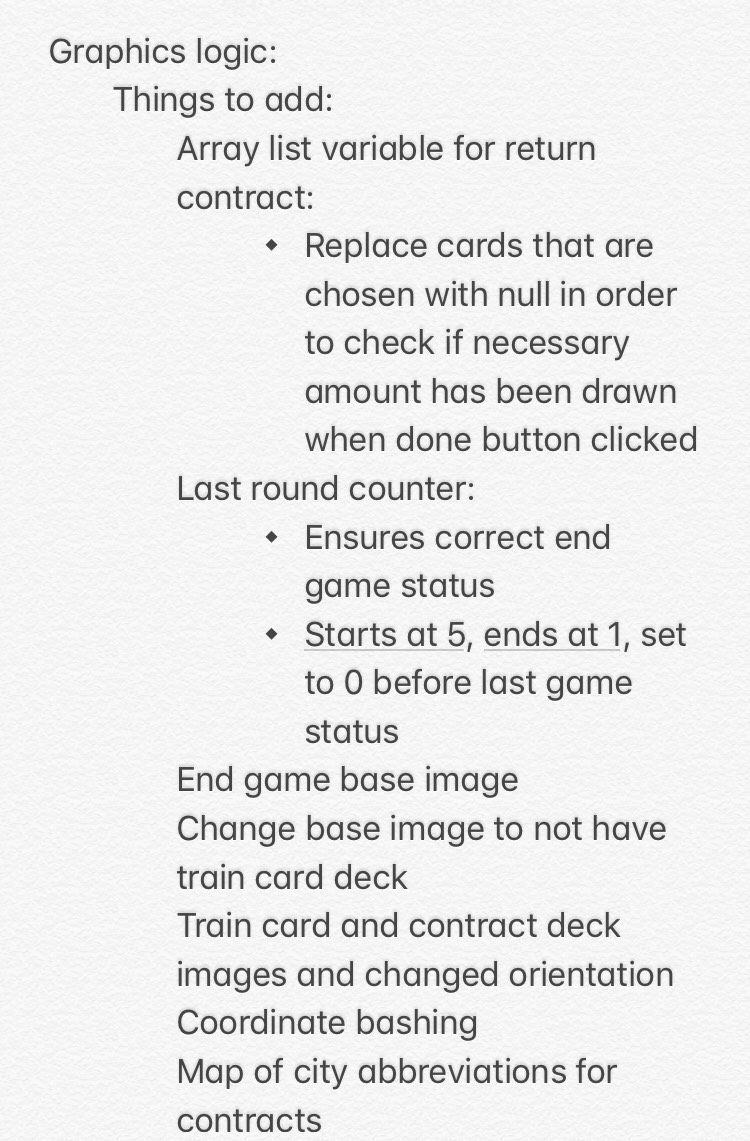 Graphics logic:
Things to add:
Array list variable for return
contract:
◆ Replace cards that are
chosen with null in order
to check if necessary
amount has been drawn
when done button clicked
Last round counter:
◆ Ensures correct end
game status
◆ Starts at 5, ends at 1, set
to 0 before last game
status
End game base image
Change base image to not have
train card deck
Train card and contract deck
images and changed orientation
Coordinate bashing
Map of city abbreviations for
contracts